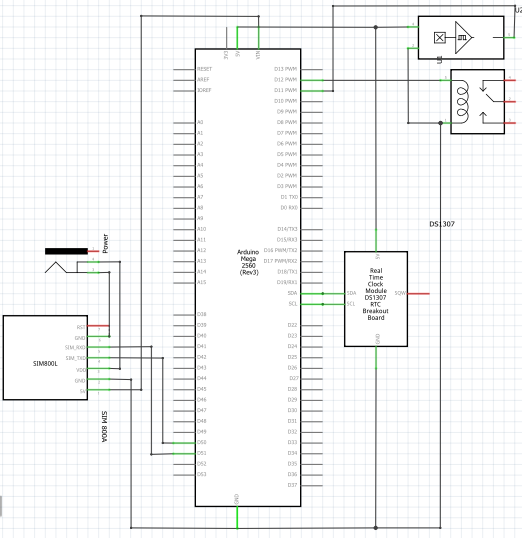 U2
3V3
5V
VIN
U1
RESET
AREF
IOREF
A0
A1
A2
A3
A4
A5
A6
A7
A8
A9
A10
A11
A12
A13
A14
A15
D38
D39
D40
D41
D42
D43
D44
D45
D46
D47
D48
D49
D50
D51
D52
D53
Arduino
Mega
2560
(Rev3)
D13 PWM
D12 PWM
D11 PWM
D10 PWM
D9 PWM
D8 PWM
D7 PWM
D6 PWM
D5 PWM
D4 PWM
D2 PWM
D3 PWM
D1 TX0
D0 RX0
D14/TX3
D15/RX3
D16 PWM/TX2
D17 PWM/RX2
D18/TX1
D19/RX1
SDA
SCL
D22
D23
D24
D25
D26
D27
D28
D29
D30
D31
D32
D33
D34
D35
D36
D37
GND
DS1307
5V
SDA
SCL
SQW
Real
Time
Clock
Module
DS1307
RTC
Breakout
Board
GND
Power
SIM800L
RST
GND
SIM_RXD
SIM_TXD
VDD
GND
5V
SIM 800A